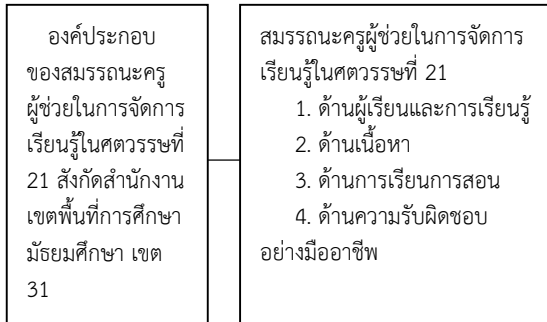 องค์ประกอบ
ของสมรรถนะครู
ผู้ช่วยในการจัดการ
เรียนรู้ในศตวรรษที่
21 สังกัดสำนักงาน
เขตพื้นที่การศึกษา
มัธยมศึกษา เขต
31
สมรรถนะครูผู้ช่วยในการจัดการ
เรียนรู้ในศตวรรษที่ 21
1. ด้านผู้เรียนและการเรียนรู้
2. ด้านเนื้อหา
3. ด้านการเรียนการสอน
4. ด้านความรับผิดชอบ
อย่างมืออาชีพ